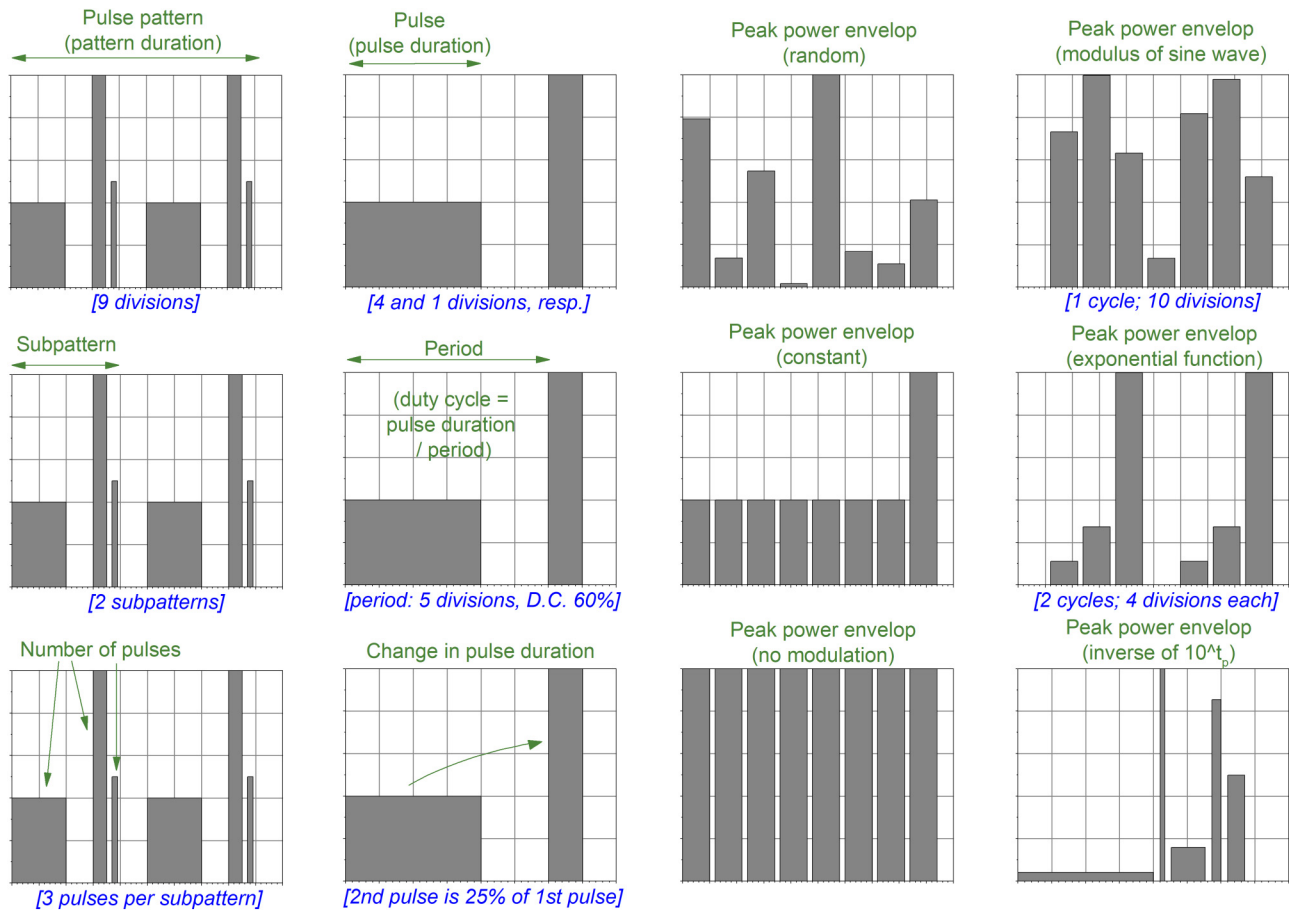 Pulse pattern
(pattern duration)
[9 divisions]
Pulse
(pulse duration)
[4 and 1 divisions, resp.]
Peak power envelop
(random)
Peak power envelop
(modulus of sine wave)
[1 cycle; 10 divisions]
Subpattern
[2 subpatterns]
Period
(duty cycle =
pulse duration
/ period)
[period: 5 divisions, D.C. 60%]
Peak power envelop
(constant)
Peak power envelop
(exponential function)
[2 cycles; 4 divisions each]
Number of pulses
[3 pulses per subpattern]
Change in pulse duration
[2nd pulse is 25% of 1st pulse]
Peak power envelop
(no modulation)
Peak power envelop
(inverse of 10^t_p)